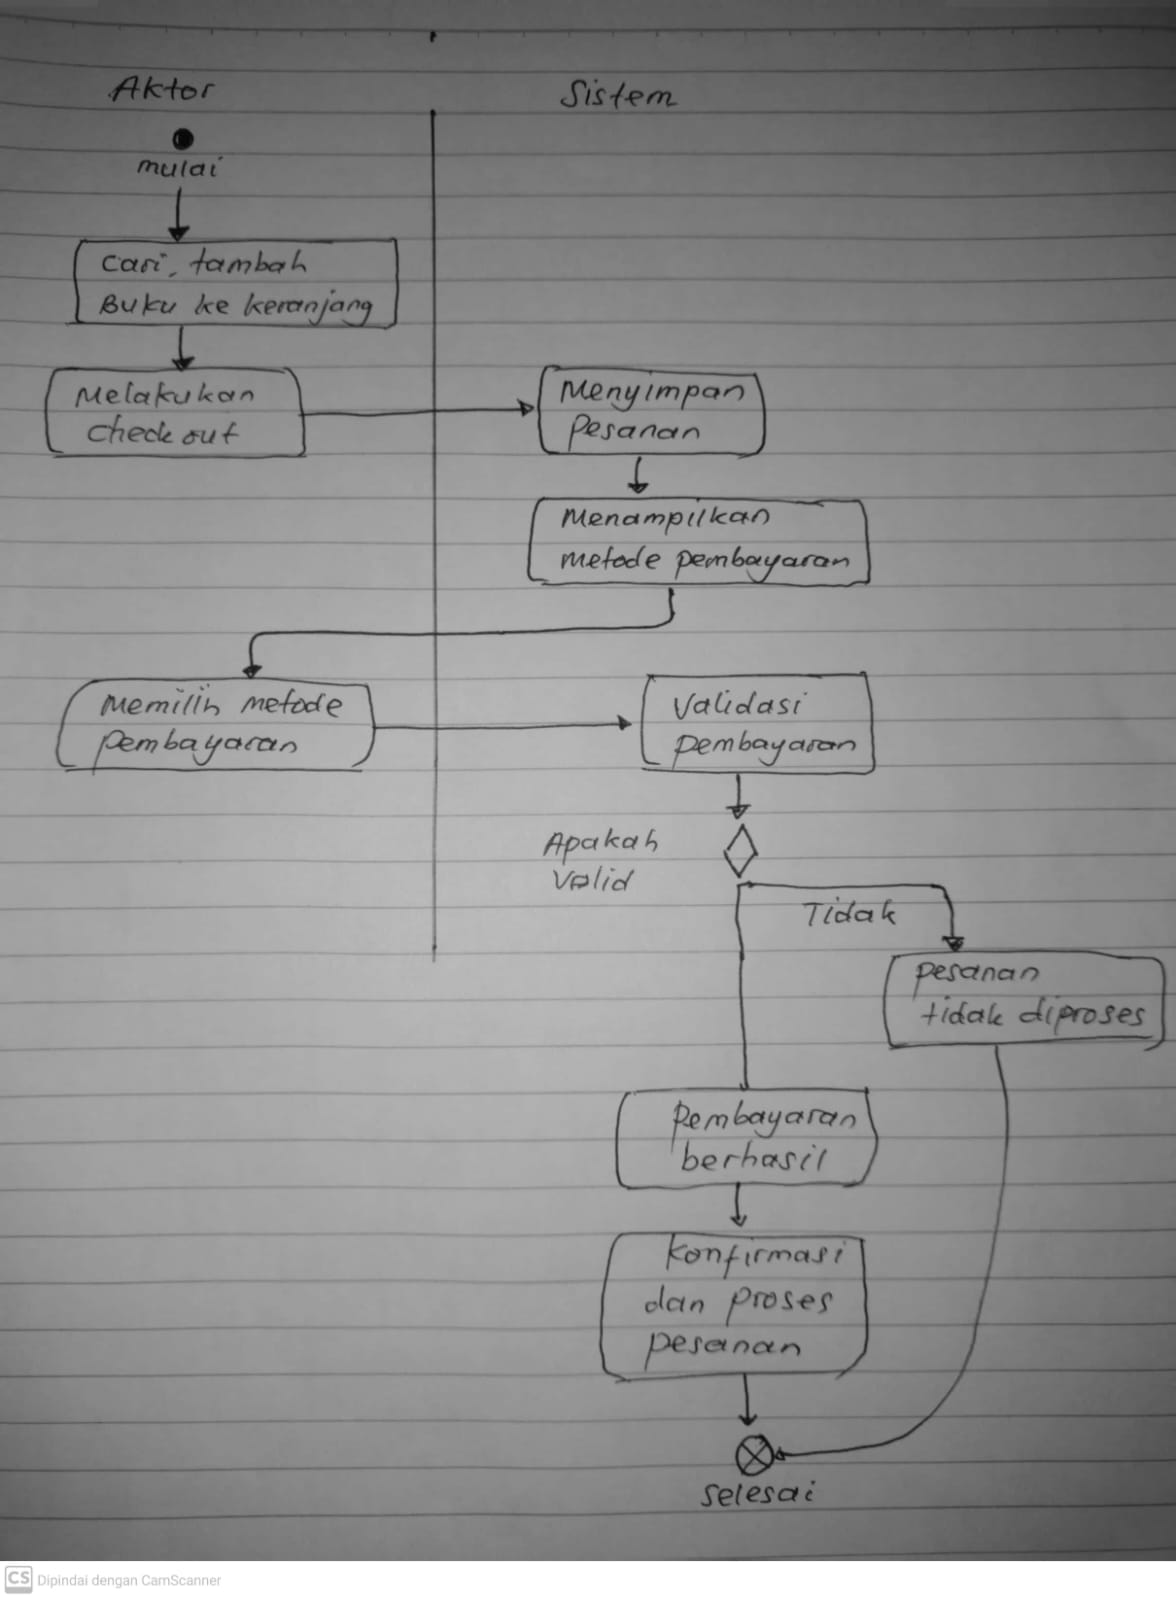 Aktor
Sistem
mulai
Cari, tambah
Buku ke keranjang
Melakukan
Check out
Menyimpan
Pesanan
Menampilkan
metode pembayaran
Memilih metode
pembayaran
Validasi
pembayaran
Apakah
Valid
Tidak
pesanan
tidak diproses
Pembayaran
berhasil
Konfirmasi
dan proses
pesanan
selesai
CS Dipindai dengan CamScanner